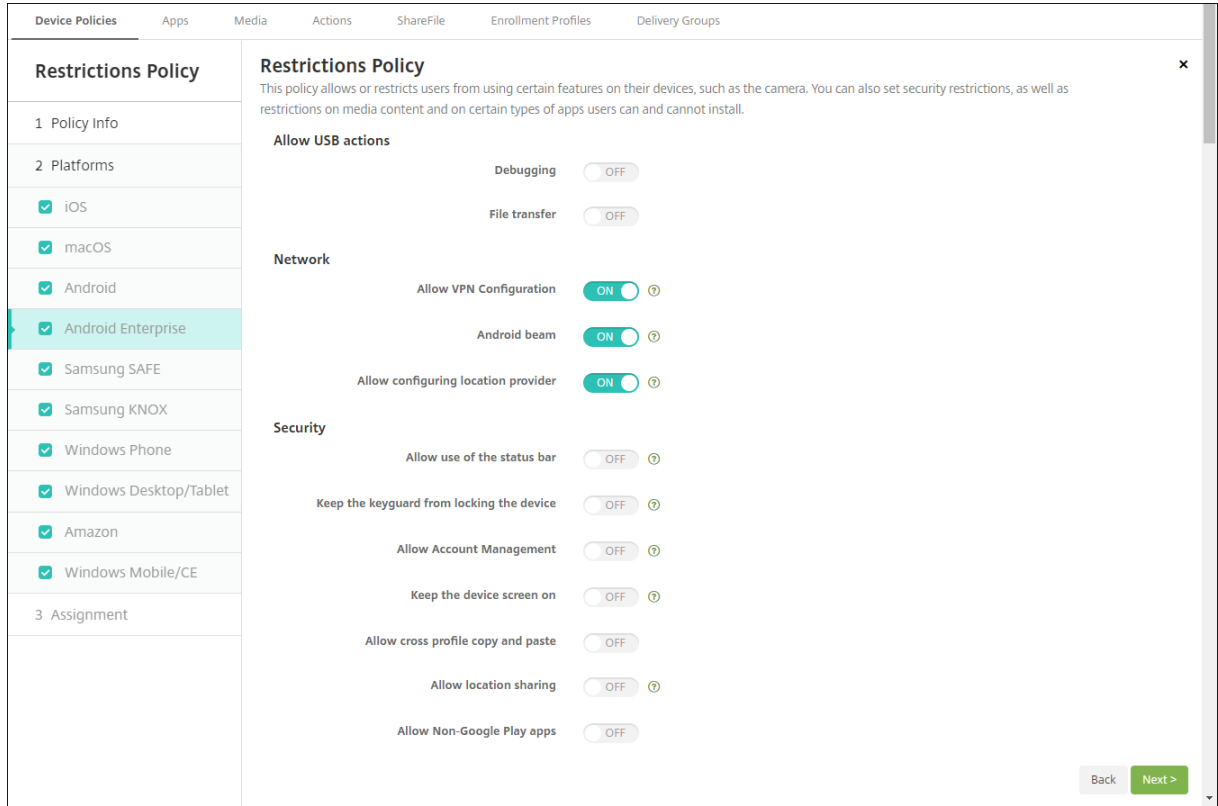 Device Policies Apps Media Actions ShareFile Enrollment Profiles Delivery Groups
Restrictions Policy
1 Policy Info
2 Platforms
iOS
macOS
Android
Android Enterprise
Samsung SAFE
Samsung KNOX
Windows Phone
Windows Desktop/Tablet
Amazon
Windows Mobile/CE
3 Assignment
Restrictions Policy
This policy allows or restricts users from using certain features on their devices, such as the camera. You can also set security restrictions, as well as
restrictions on media content and on certain types of apps users can and cannot install.
Allow USB actions
Debugging OFF
File transfer OFF
Network
Allow VPN Configuration ON ?
Android beam ON ?
Allow configuring location provider ON ?
Security
Allow use of the status bar OFF ?
Keep the keyguard from locking the device OFF ?
Allow Account Management OFF ?
Keep the device screen on OFF ?
Allow cross profile copy and paste OFF
Allow location sharing OFF ?
Allow Non-Google Play apps OFF
Back Next >